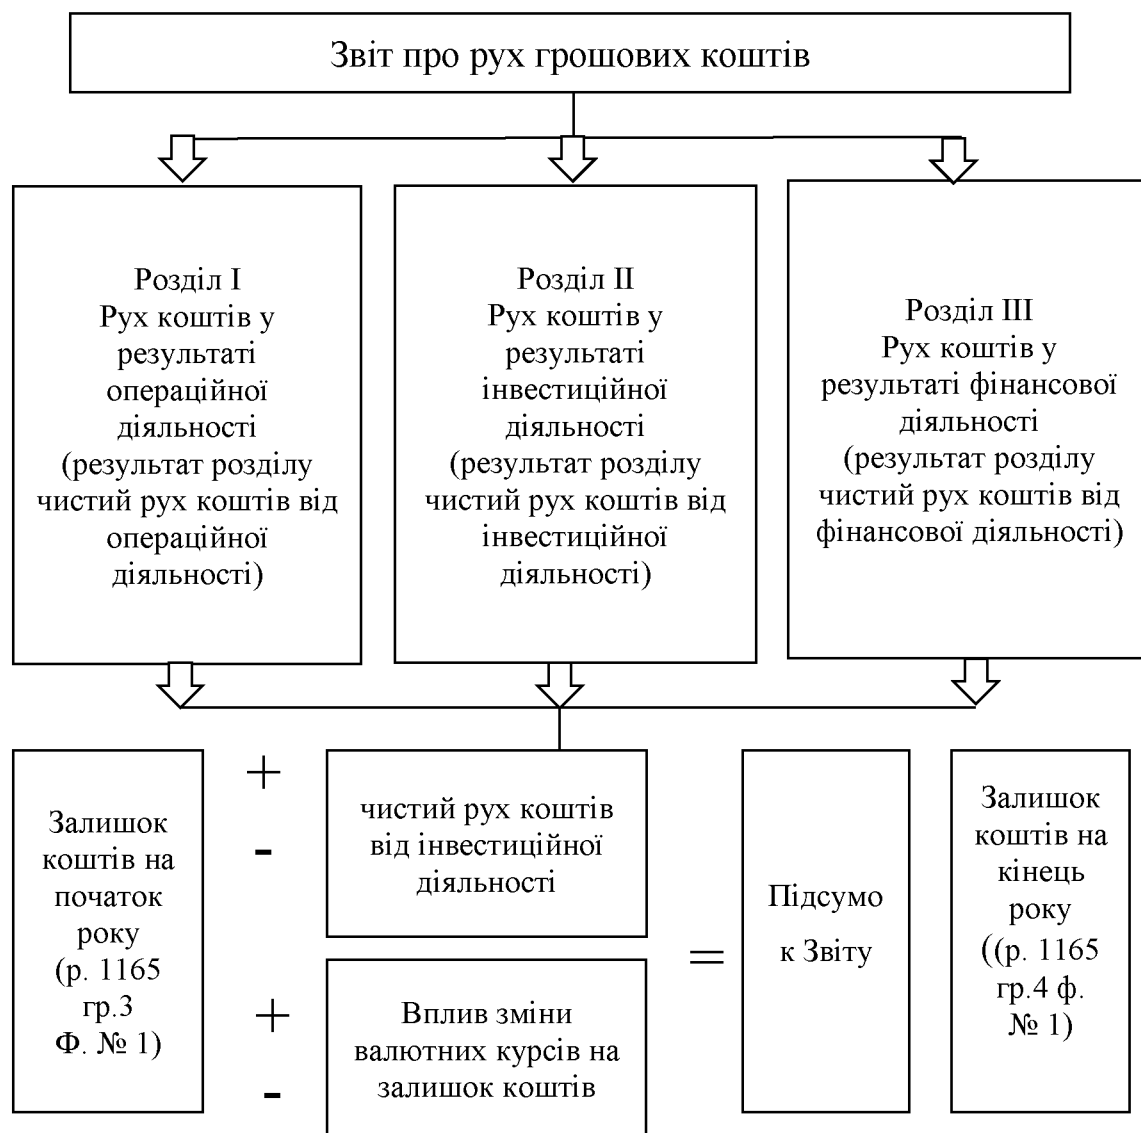 Звіт про рух грошових коштів
Розділ I
Рух коштів у
результаті
операційної
діяльності
(результат розділу
чистий рух коштів від
операційної
діяльності)
Розділ II
Рух коштів у
результаті
інвестиційної
діяльності
(результат розділу
чистий рух коштів від
інвестиційної
діяльності)
Розділ III
Рух коштів у
результаті фінансової
діяльності
(результат розділу
чистий рух коштів від
фінансової діяльності)
Залишок
коштів на
початок
року
(р. 1165
гр.3
Ф. № 1)
+
-
чистий рух коштів
від інвестиційної
діяльності
+
-
Вплив зміни
валютних курсів на
залишок коштів
=
Підсумо
к Звіту
Залишок
коштів на
кінець
року
((р. 1165
гр.4 ф.
№ 1)